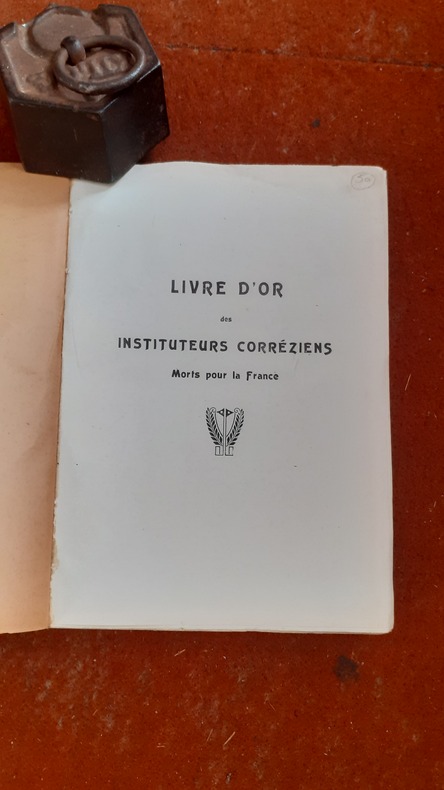 LIVRE D'OR
des
INSTITUTEURS CORRÉZIENS
Morts pour la France